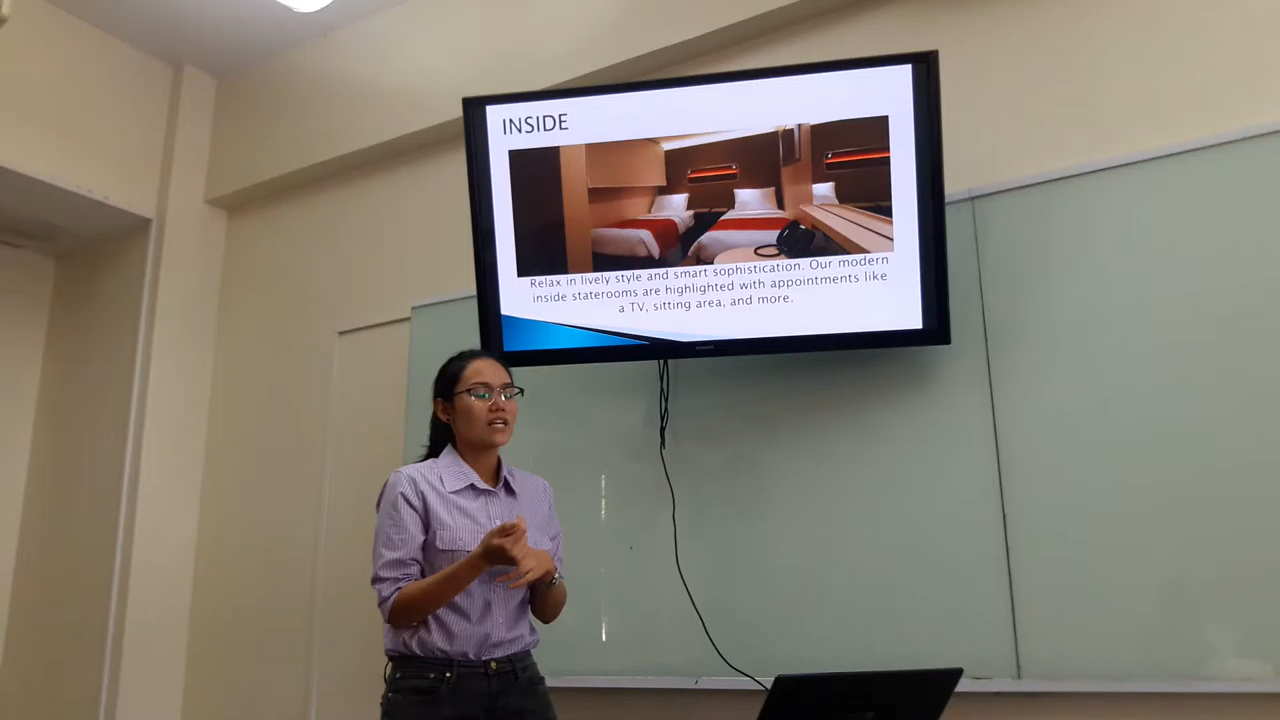 INSIDE
Relax in lively style and smart sophistication. Our modern
inside staterooms are highlighted with appointments like
a TV, sitting area, and more.
SAMSUNG